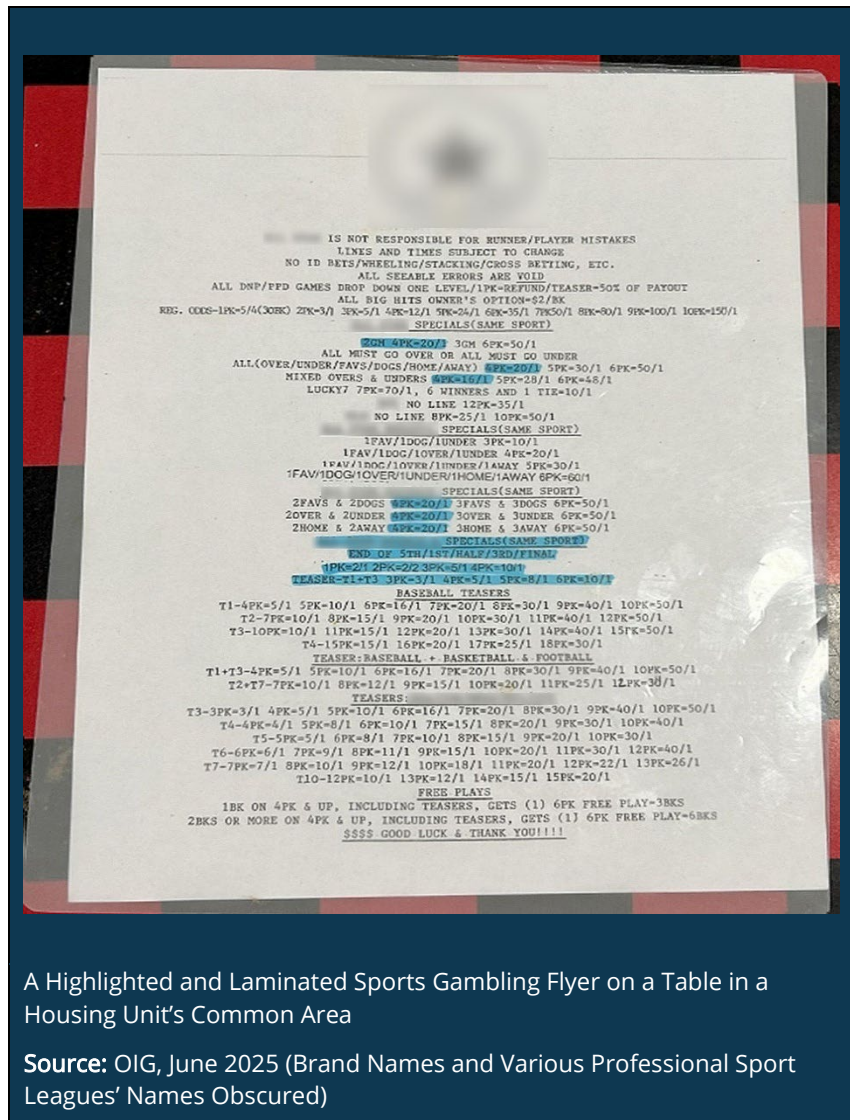 IS NOT RESPONSIBLE FOR RUNNER/PLAYER MISTAKES
LINES AND TIMES SUBJECT TO CHANGE
NO ID BETS/WHEELING/STACKING/CROSS BETTING, ETC.
ALL SEEABLE ERRORS ARE VOID
ALL DNP/PPD GAMES DROP DOWN ONE LEVEL/1PK=REFUND/TEASER=50% OF PAYOUT
ALL BIG HITS OWNER'S OPTION=$2/BK
REG. ODDS-1PK=5/4(30BK) 2PK=3/1 3PK=5/1 4PK=12/1 5PK=24/1 6PK=35/1 7PK50/1 8PK=80/1 9PK=100/1 10PK=150/1
SPECIALS(SAME SPORT)
2GM 4PK=20/1 3GM 6PK=50/1
ALL MUST GO OVER OR ALL MUST GO UNDER
ALL(OVER/UNDER/FAVS/DOGS/HOME/AWAY) 4PK=20/1 5PK=30/1 6PK=50/1
MIXED OVERS & UNDERS 4PK=16/1 5PK=28/1 6PK=48/1
LUCKY7 7PK=70/1, 6 WINNERS AND 1 TIE=10/1
NO LINE 12PK=35/1
NO LINE 8PK=25/1 10PK=50/1
SPECIALS(SAME SPORT)
1FAV/1DOG/1UNDER 3PK=10/1
1FAV/1DOG/1OVER/1UNDER 4PK=20/1
1FAV/1DOG/1OVER/1UNDER/1AWAY 5PK=30/1
1FAV/1DOG/1OVER/1UNDER/1HOME/1AWAY 6PK=60/1
SPECIALS(SAME SPORT)
2FAVS & 2DOGS 4PK=20/1 3FAVS & 3DOGS 6PK=50/1
2OVER & 2UNDER 4PK=20/1 3OVER & 3UNDER 6PK=50/1
2HOME & 2AWAY 4PK=20/1 3HOME & 3AWAY 6PK=50/1
SPECIALS(SAME SPORT)
END OF 5TH/1ST/HALF/3RD/FINAL
1PK=2/1 2PK=2/2 3PK=5/1 4PK=10/1
TEASER-T1+T3 3PK=3/1 4PK=5/1 5PK=8/1 6PK=10/1
BASEBALL TEASERS
T1-4PK=5/1 5PK=10/1 6PK=16/1 7PK=20/1 8PK=30/1 9PK=40/1 10PK=50/1
T2-7PK=10/1 8PK=15/1 9PK=20/1 10PK=30/1 11PK=40/1 12PK=50/1
T3-10PK=10/1 11PK=15/1 12PK=20/1 13PK=30/1 14PK=40/1 15PK=50/1
T4-15PK=15/1 16PK=20/1 17PK=25/1 18PK=30/1
TEASER:BASEBALL + BASKETBALL & FOOTBALL
T1+T3-4PK=5/1 5PK=10/1 6PK=16/1 7PK=20/1 8PK=30/1 9PK=40/1 10PK=50/1
T2+T7-7PK=10/1 8PK=12/1 9PK=15/1 10PK=20/1 11PK=25/1 12PK=30/1
TEASERS:
T3-3PK=3/1 4PK=5/1 5PK=10/1 6PK=16/1 7PK=20/1 8PK=30/1 9PK=40/1 10PK=50/1
T4-4PK=4/1 5PK=8/1 6PK=10/1 7PK=15/1 8PK=20/1 9PK=30/1 10PK=40/1
T5-5PK=5/1 6PK=8/1 7PK=10/1 8PK=15/1 9PK=20/1 10PK=30/1
T6-6PK=6/1 7PK=9/1 8PK=11/1 9PK=15/1 10PK=20/1 11PK=30/1 12PK=40/1
T7-7PK=7/1 8PK=10/1 9PK=12/1 10PK=18/1 11PK=20/1 12PK=22/1 13PK=26/1
T10-12PK=10/1 13PK=12/1 14PK=15/1 15PK=20/1
FREE PLAYS
1BK ON 4PK & UP, INCLUDING TEASERS, GETS (1) 6PK FREE PLAY=3BKS
2BKS OR MORE ON 4PK & UP, INCLUDING TEASERS, GETS (1) 6PK FREE PLAY=6BKS
$$$$ GOOD LUCK & THANK YOU!!!!
A Highlighted and Laminated Sports Gambling Flyer on a Table in a
Housing Unit's Common Area
Source: OIG, June 2025 (Brand Names and Various Professional Sport
Leagues' Names Obscured)